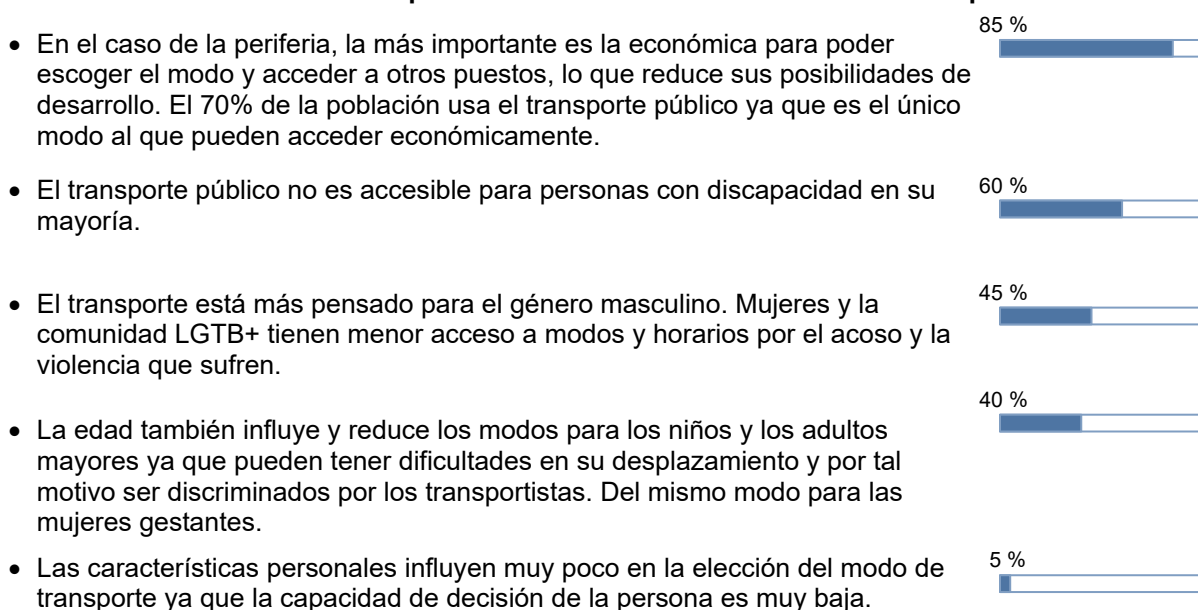 85 %
• En el caso de la periferia, la más importante es la económica para poder
escoger el modo y acceder a otros puestos, lo que reduce sus posibilidades de
desarrollo. El 70% de la población usa el transporte público ya que es el único
modo al que pueden acceder económicamente.
• El transporte público no es accesible para personas con discapacidad en su
mayoría.
60 %
• El transporte está más pensado para el género masculino. Mujeres y la
comunidad LGTB+ tienen menor acceso a modos y horarios por el acoso y la
violencia que sufren.
45 %
40 %
• La edad también influye y reduce los modos para los niños y los adultos
mayores ya que pueden tener dificultades en su desplazamiento y por tal
motivo ser discriminados por los transportistas. Del mismo modo para las
mujeres gestantes.
• Las características personales influyen muy poco en la elección del modo de
transporte ya que la capacidad de decisión de la persona es muy baja.
5 %